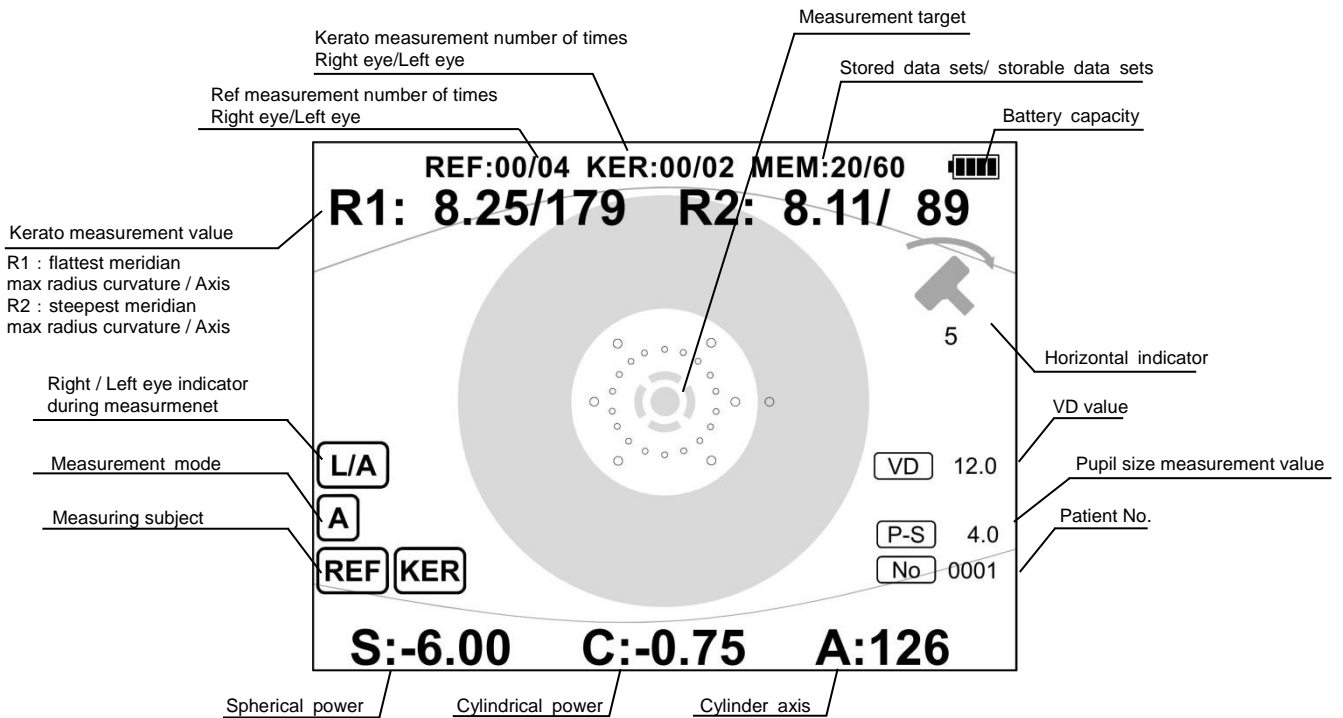 Measurement target
Kerato measurement number of times
Right eye/Left eye
Stored data sets/ storable data sets
Ref measurement number of times
Right eye/Left eye
Battery capacity
REF:00/04 KER:00/02 MEM:20/60
R1: 8.25/179 R2: 8.11/ 89
Kerato measurement value
R1 : flattest meridian
max radius curvature / Axis
R2 : steepest meridian
max radius curvature / Axis
5
Horizontal indicator
Right / Left eye indicator
during measurmenet
VD value
L/A
VD 12.0
Measurement mode
Pupil size measurement value
A
Measuring subject
P-S 4.0
Patient No.
REF KER
No 0001
S:-6.00 C:-0.75 A:126
Spherical power
Cylindrical power
Cylinder axis